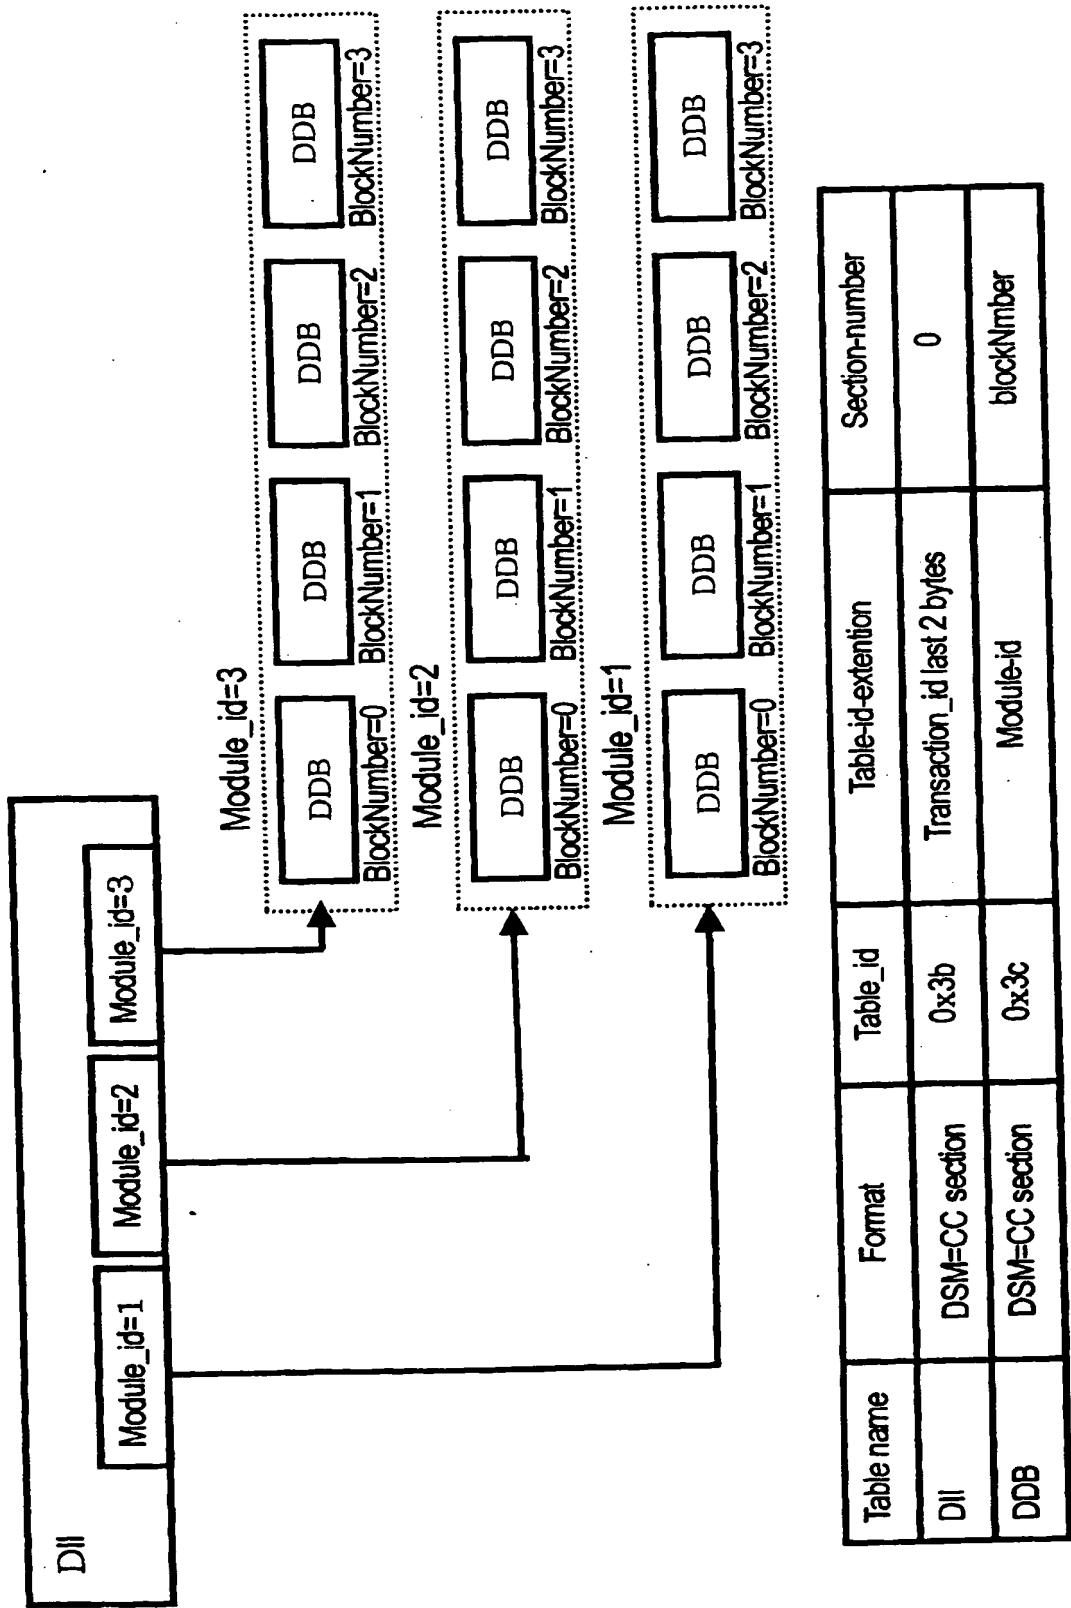 DII
Module_id=1 Module_id=2 Module_id=3
Module_id=3
DDB DDB DDB DDB
BlockNumber=0 BlockNumber=1 BlockNumber=2 BlockNumber=3
Module_id=2
DDB DDB DDB DDB
BlockNumber=0 BlockNumber=1 BlockNumber=2 BlockNumber=3
Module_id=1
DDB DDB DDB DDB
BlockNumber=0 BlockNumber=1 BlockNumber=2 BlockNumber=3
Table name Format Table_id Table-id-extention Section-number
DII DSM=CC section 0x3b Transaction_id last 2 bytes 0
DDB DSM=CC section 0x3c Module-id blockNmber